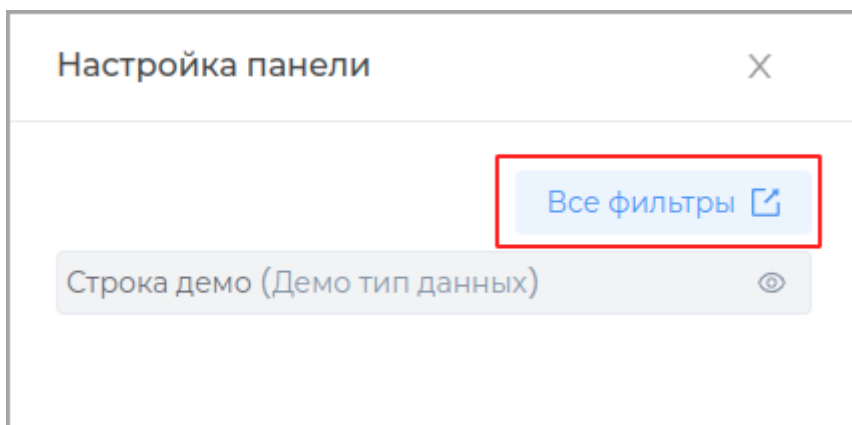 Настройка панели
Все фильтры
Строка демо (Демо тип данных)